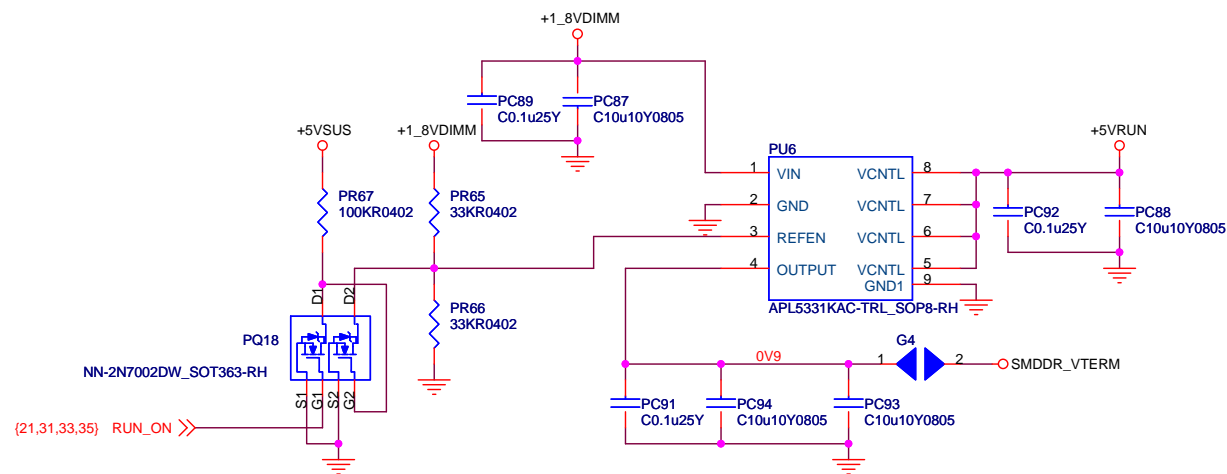 +1_8VDIMM
PC89
C0.1u25Y
PC87
C10u10Y0805
+5VSUS
+1_8VDIMM
+5VRUN
PR67
100KR0402
PR65
33KR0402
PU6
1 VIN VCNTL 8
2 GND VCNTL 7
3 REFEN VCNTL 6
4 OUTPUT VCNTL 5
GND1 9
APL5331KAC-TRL_SOP8-RH
PC92
C0.1u25Y
PC88
C10u10Y0805
D1 D2
PR66
33KR0402
PQ18
NN-2N7002DW_SOT363-RH
S1 G1 S2 G2
{21,31,33,35} RUN_ON
0V9
G4
1 2
SMDDR_VTERM
PC91
C0.1u25Y
PC94
C10u10Y0805
PC93
C10u10Y0805